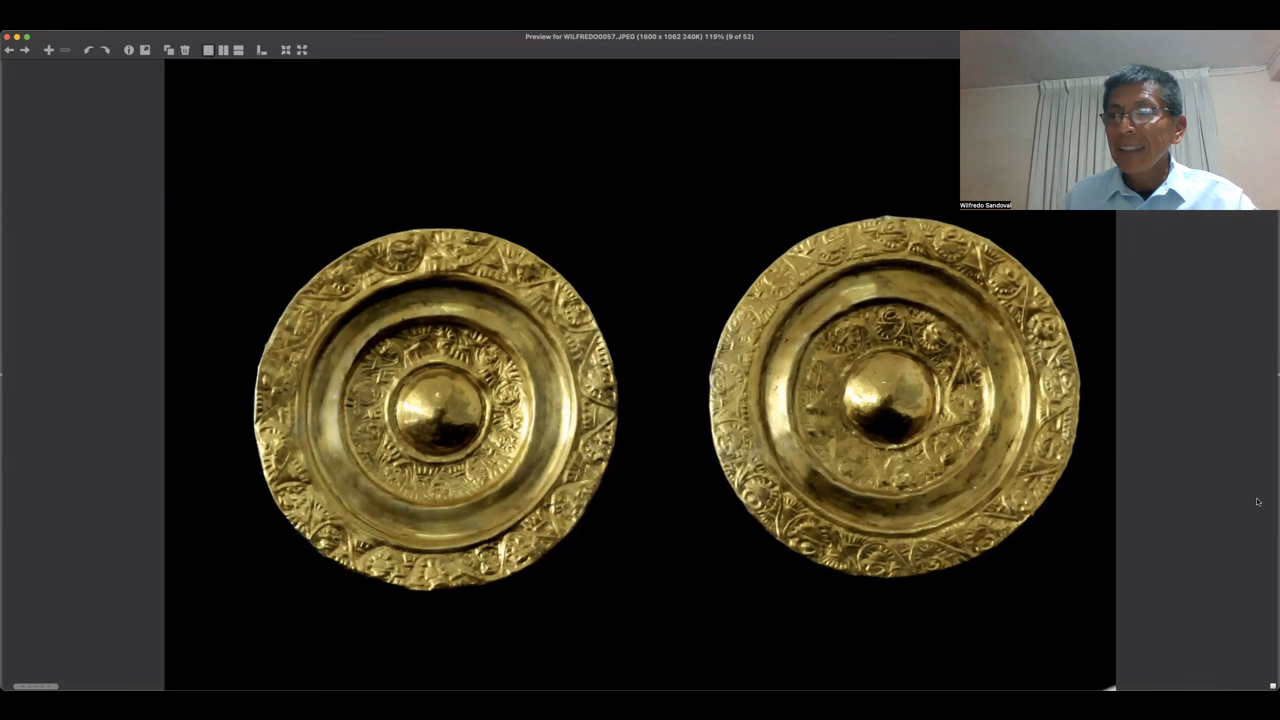 Preview for WILFREDO0057.JPEG (1600 x 1062 240K) 119% (9 of 52)
Wilfredo Sandoval